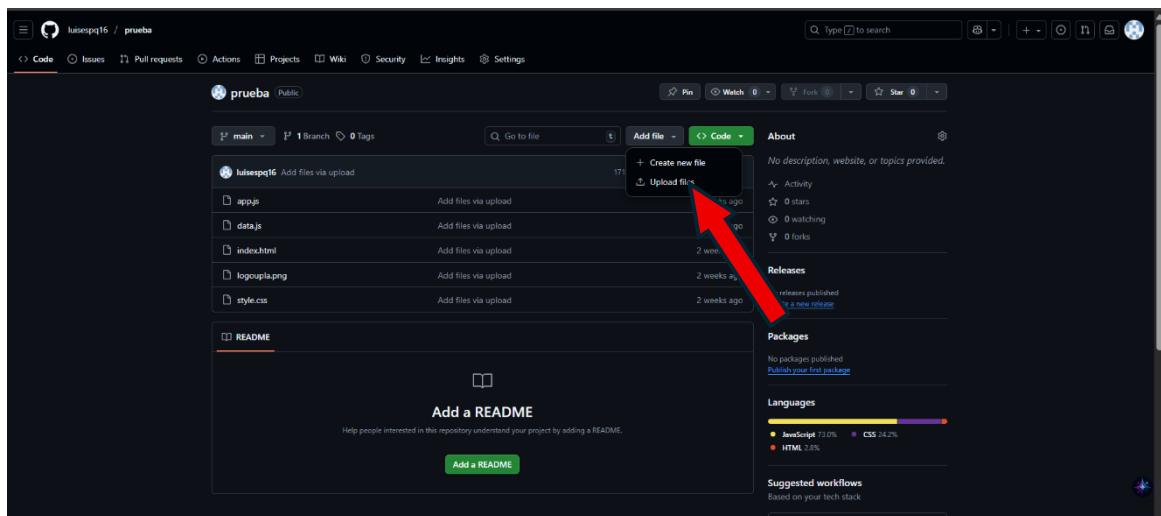 luisespq16 / prueba
Type / to search
Code Issues Pull requests Actions Projects Wiki Security Insights Settings
prueba Public
Pin Watch 0 Fork 0 Star 0
main 1 Branch 0 Tags Go to file t Add file Code
Create new file
Upload files
luisespq16 Add files via upload
app.js Add files via upload ago
data.js Add files via upload ago
index.html Add files via upload 2
logoupla.png Add files via upload 2 weeks
style.css Add files via upload 2 weeks ago
README
Add a README
Help people interested in this repository understand your project by adding a README.
Add a README
About
No description, website, or topics provided.
Activity
0 stars
0 watching
0 forks
Releases
releases published
a new release
Packages
No packages published
Publish your first package
Languages
JavaScript 73.0% CSS 24.2%
HTML 2.8%
Suggested workflows
Based on your tech stack